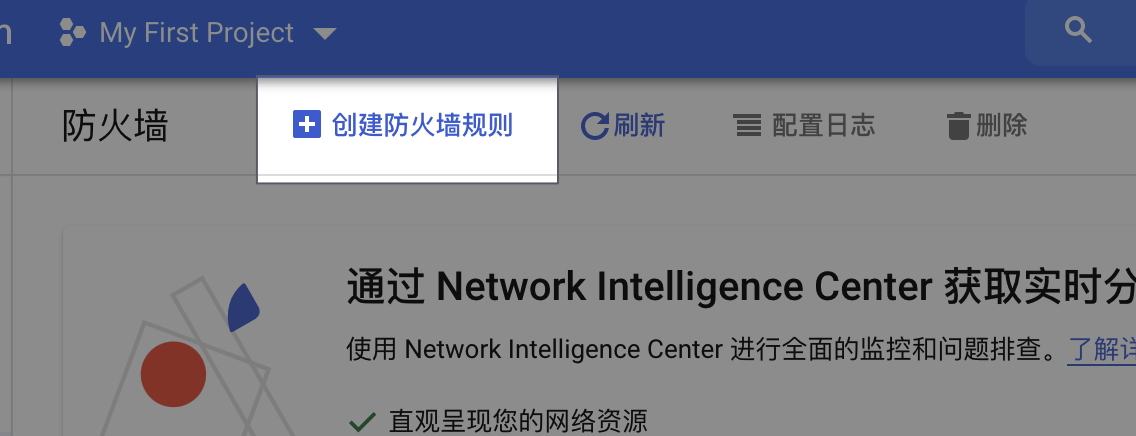 My First Project
防火墙 创建防火墙规则 刷新 配置日志 删除
通过 Network Intelligence Center 获取实时分
使用 Network Intelligence Center 进行全面的监控和问题排查。了解详
直观呈现您的网络资源